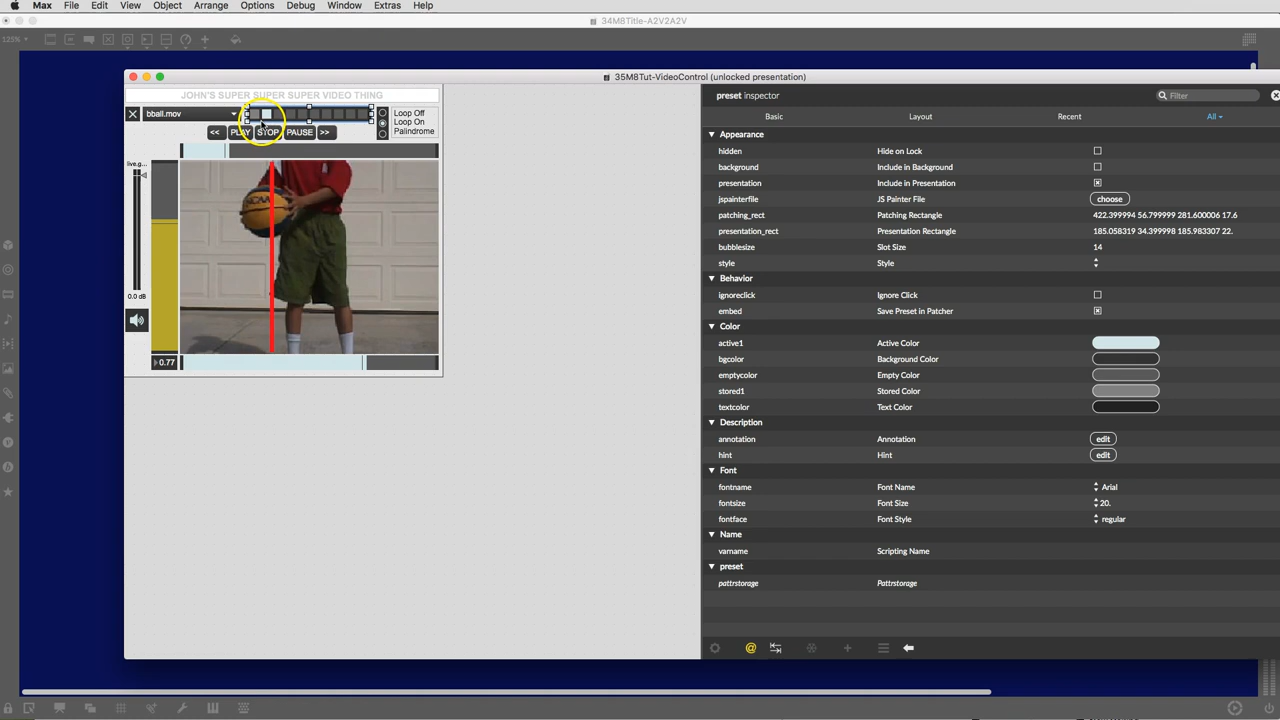 Max File Edit View Object Arrange Options Debug Window Extras Help
34M8Title-A2V2A2V
125%
35M8Tut-VideoControl (unlocked presentation)
JOHN'S SUPER SUPER SUPER VIDEO THING
bball.mov
Loop Off
Loop On
Palindrome
<< PLAY STOP PAUSE >>
live.g...
0.0 dB
0.77
preset inspector
Filter
Basic Layout Recent All
Appearance
hidden Hide on Lock
background Include in Background
presentation Include in Presentation
jspainterfile JS Painter File choose
patching_rect Patching Rectangle 422.399994 56.799999 281.600006 17.6
presentation_rect Presentation Rectangle 185.058319 34.399998 185.983307 22.
bubblesize Slot Size 14
style Style
Behavior
ignoreclick Ignore Click
embed Save Preset in Patcher
Color
active1 Active Color
bgcolor Background Color
emptycolor Empty Color
stored1 Stored Color
textcolor Text Color
Description
annotation Annotation edit
hint Hint edit
Font
fontname Font Name Arial
fontsize Font Size 20.
fontface Font Style regular
Name
varname Scripting Name
preset
pattrstorage Pattrstorage